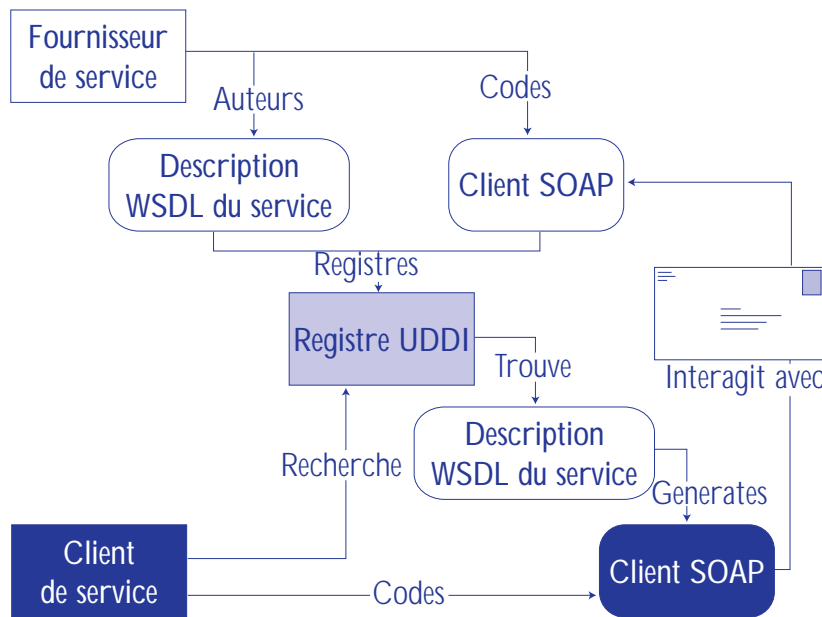 Fournisseur
de service
Auteurs
Codes
Description
WSDL du service
Client SOAP
Registres
Registre UDDI
Trouve
Interagit avec
Description
WSDL du service
Recherche
Génerates
Client
de service
Client SOAP
Codes